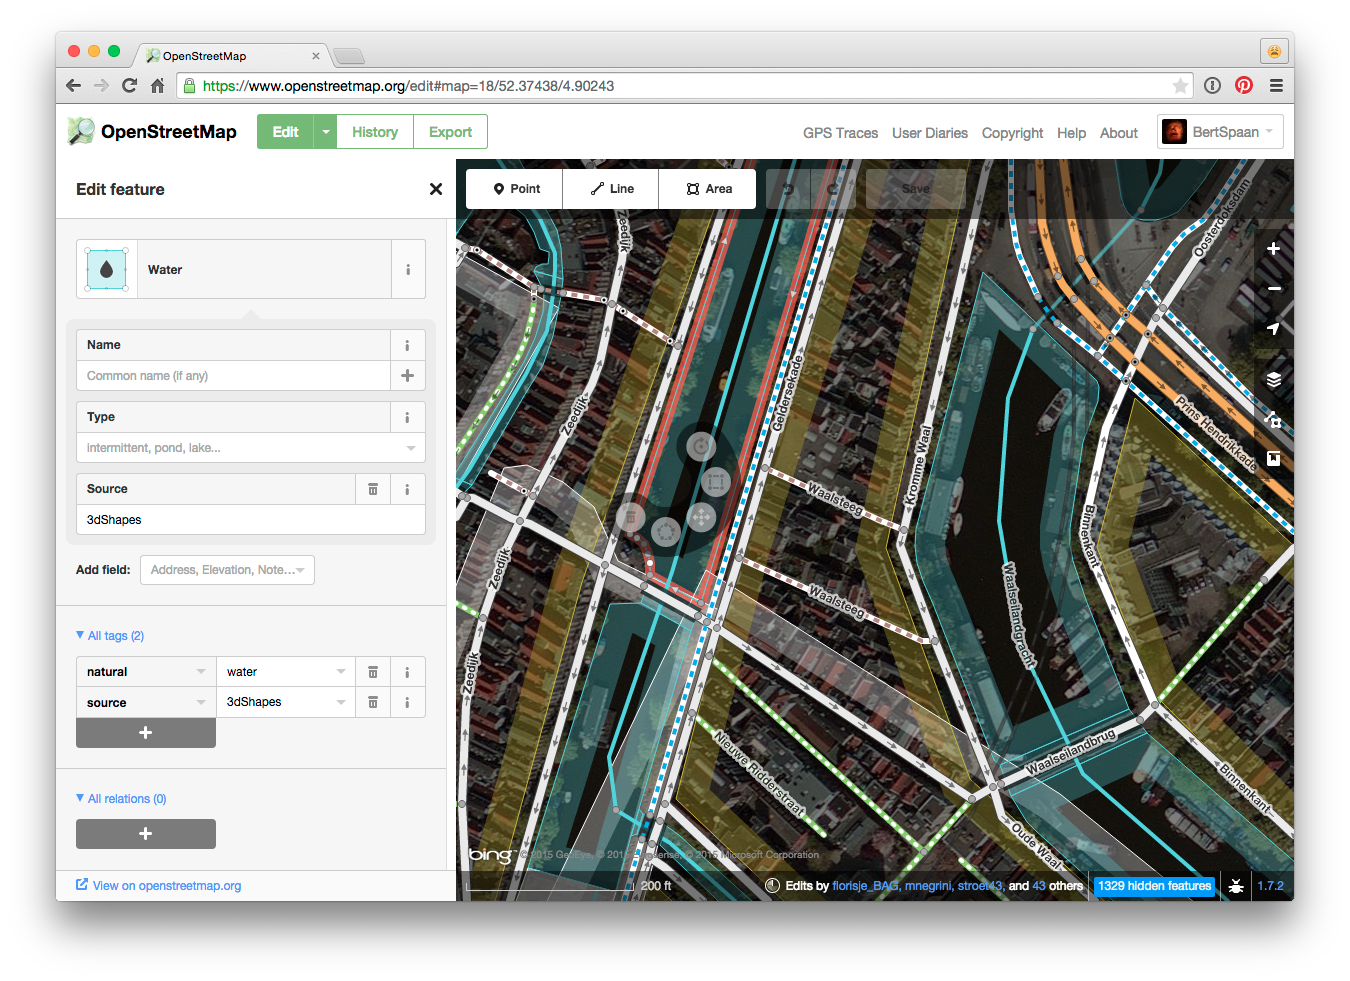 OpenStreetMap
https://www.openstreetmap.org/edit#map=18/52.37438/4.90243
OpenStreetMap
Edit
History
Export
GPS Traces
User Diaries
Copyright
Help
About
BertSpaan
Edit feature
Point
Line
Area
Save
Water
Name
Common name (if any)
Type
intermittent, pond, lake...
Source
3dShapes
Add field:
Address, Elevation, Note...
All tags (2)
natural
water
source
3dShapes
All relations (0)
View on openstreetmap.org
Zeedijk
Oosterdoksdam
Geldersekade
Zeedijk
Prins Hendrikkade
Kromme Waal
Waalsteeg
Binnenkant
Zeedijk
Waalsteeg
Waalseilandgracht
Zeedijk
Waalseilandbrug
Nieuwe Ridderstraat
Binnenkant
Oude Waal
bing
© 2015 Microsoft Corporation
200 ft
Edits by florisje_BAG, mnegrini, stroet43, and 43 others
1329 hidden features
1.7.2